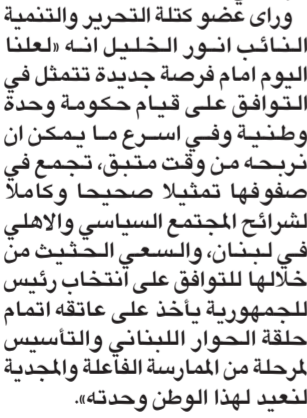 وراى عضو كتلة التحرير والتنمية
النائب انور الخليل انه «لعلنا
اليوم امام فرصة جديدة تتمثل في
التوافق على قيام حكومة وحدة
وطنية وفي اسرع ما يمكن ان
نربحه من وقت متبق، تجمع في
صفوفها تمثيلا صحيحا وكاملا
لشرائح المجتمع السياسي والاهلي
في لبنان، والسعي الحثيث من
خلالها للتوافق على انتخاب رئيس
للجمهورية يأخذ على عاتقه اتمام
حلقة الحوار اللبناني والتأسيس
لمرحلة من الممارسة الفاعلة والمجدية
لنعيد لهذا الوطن وحدته».